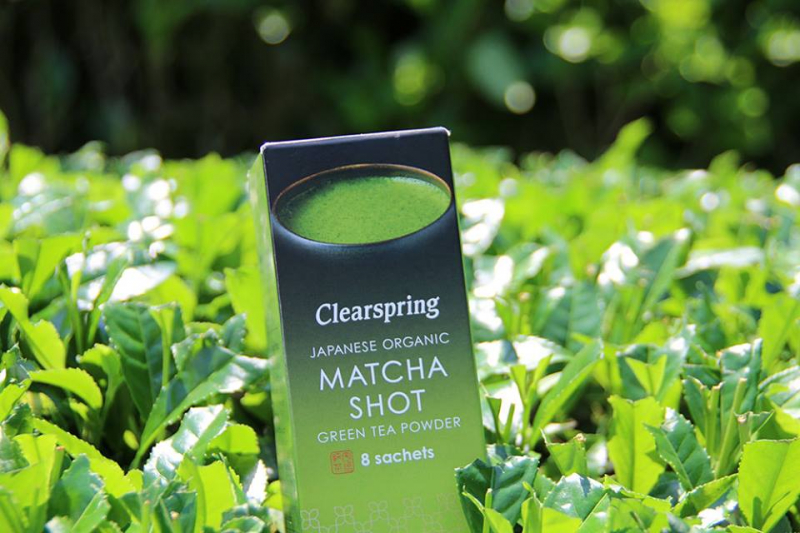 Clearspring
JAPANESE ORGANIC
MATCHA
SHOT
GREEN TEA POWDER
8 sachets